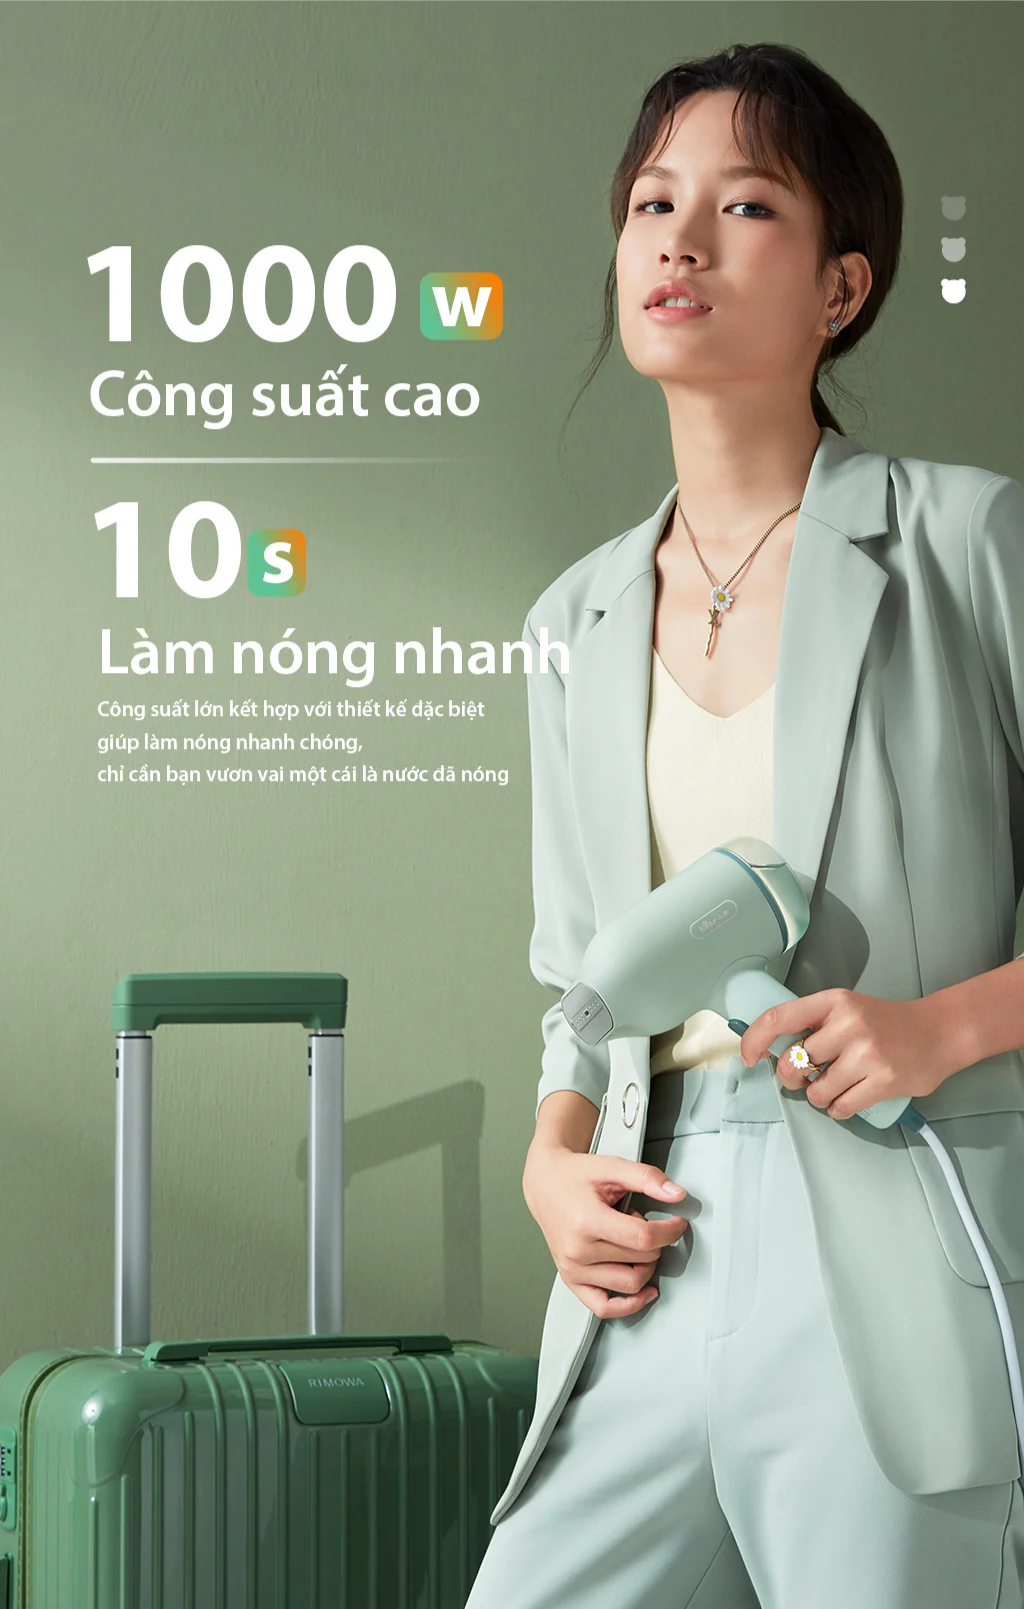 1000 W
Công suất cao
10 s
Làm nóng nhanh
Công suất lớn kết hợp với thiết kế đặc biệt
giúp làm nóng nhanh chóng,
chỉ cần bạn vươn vai một cái là nước đã nóng
RIMOWA